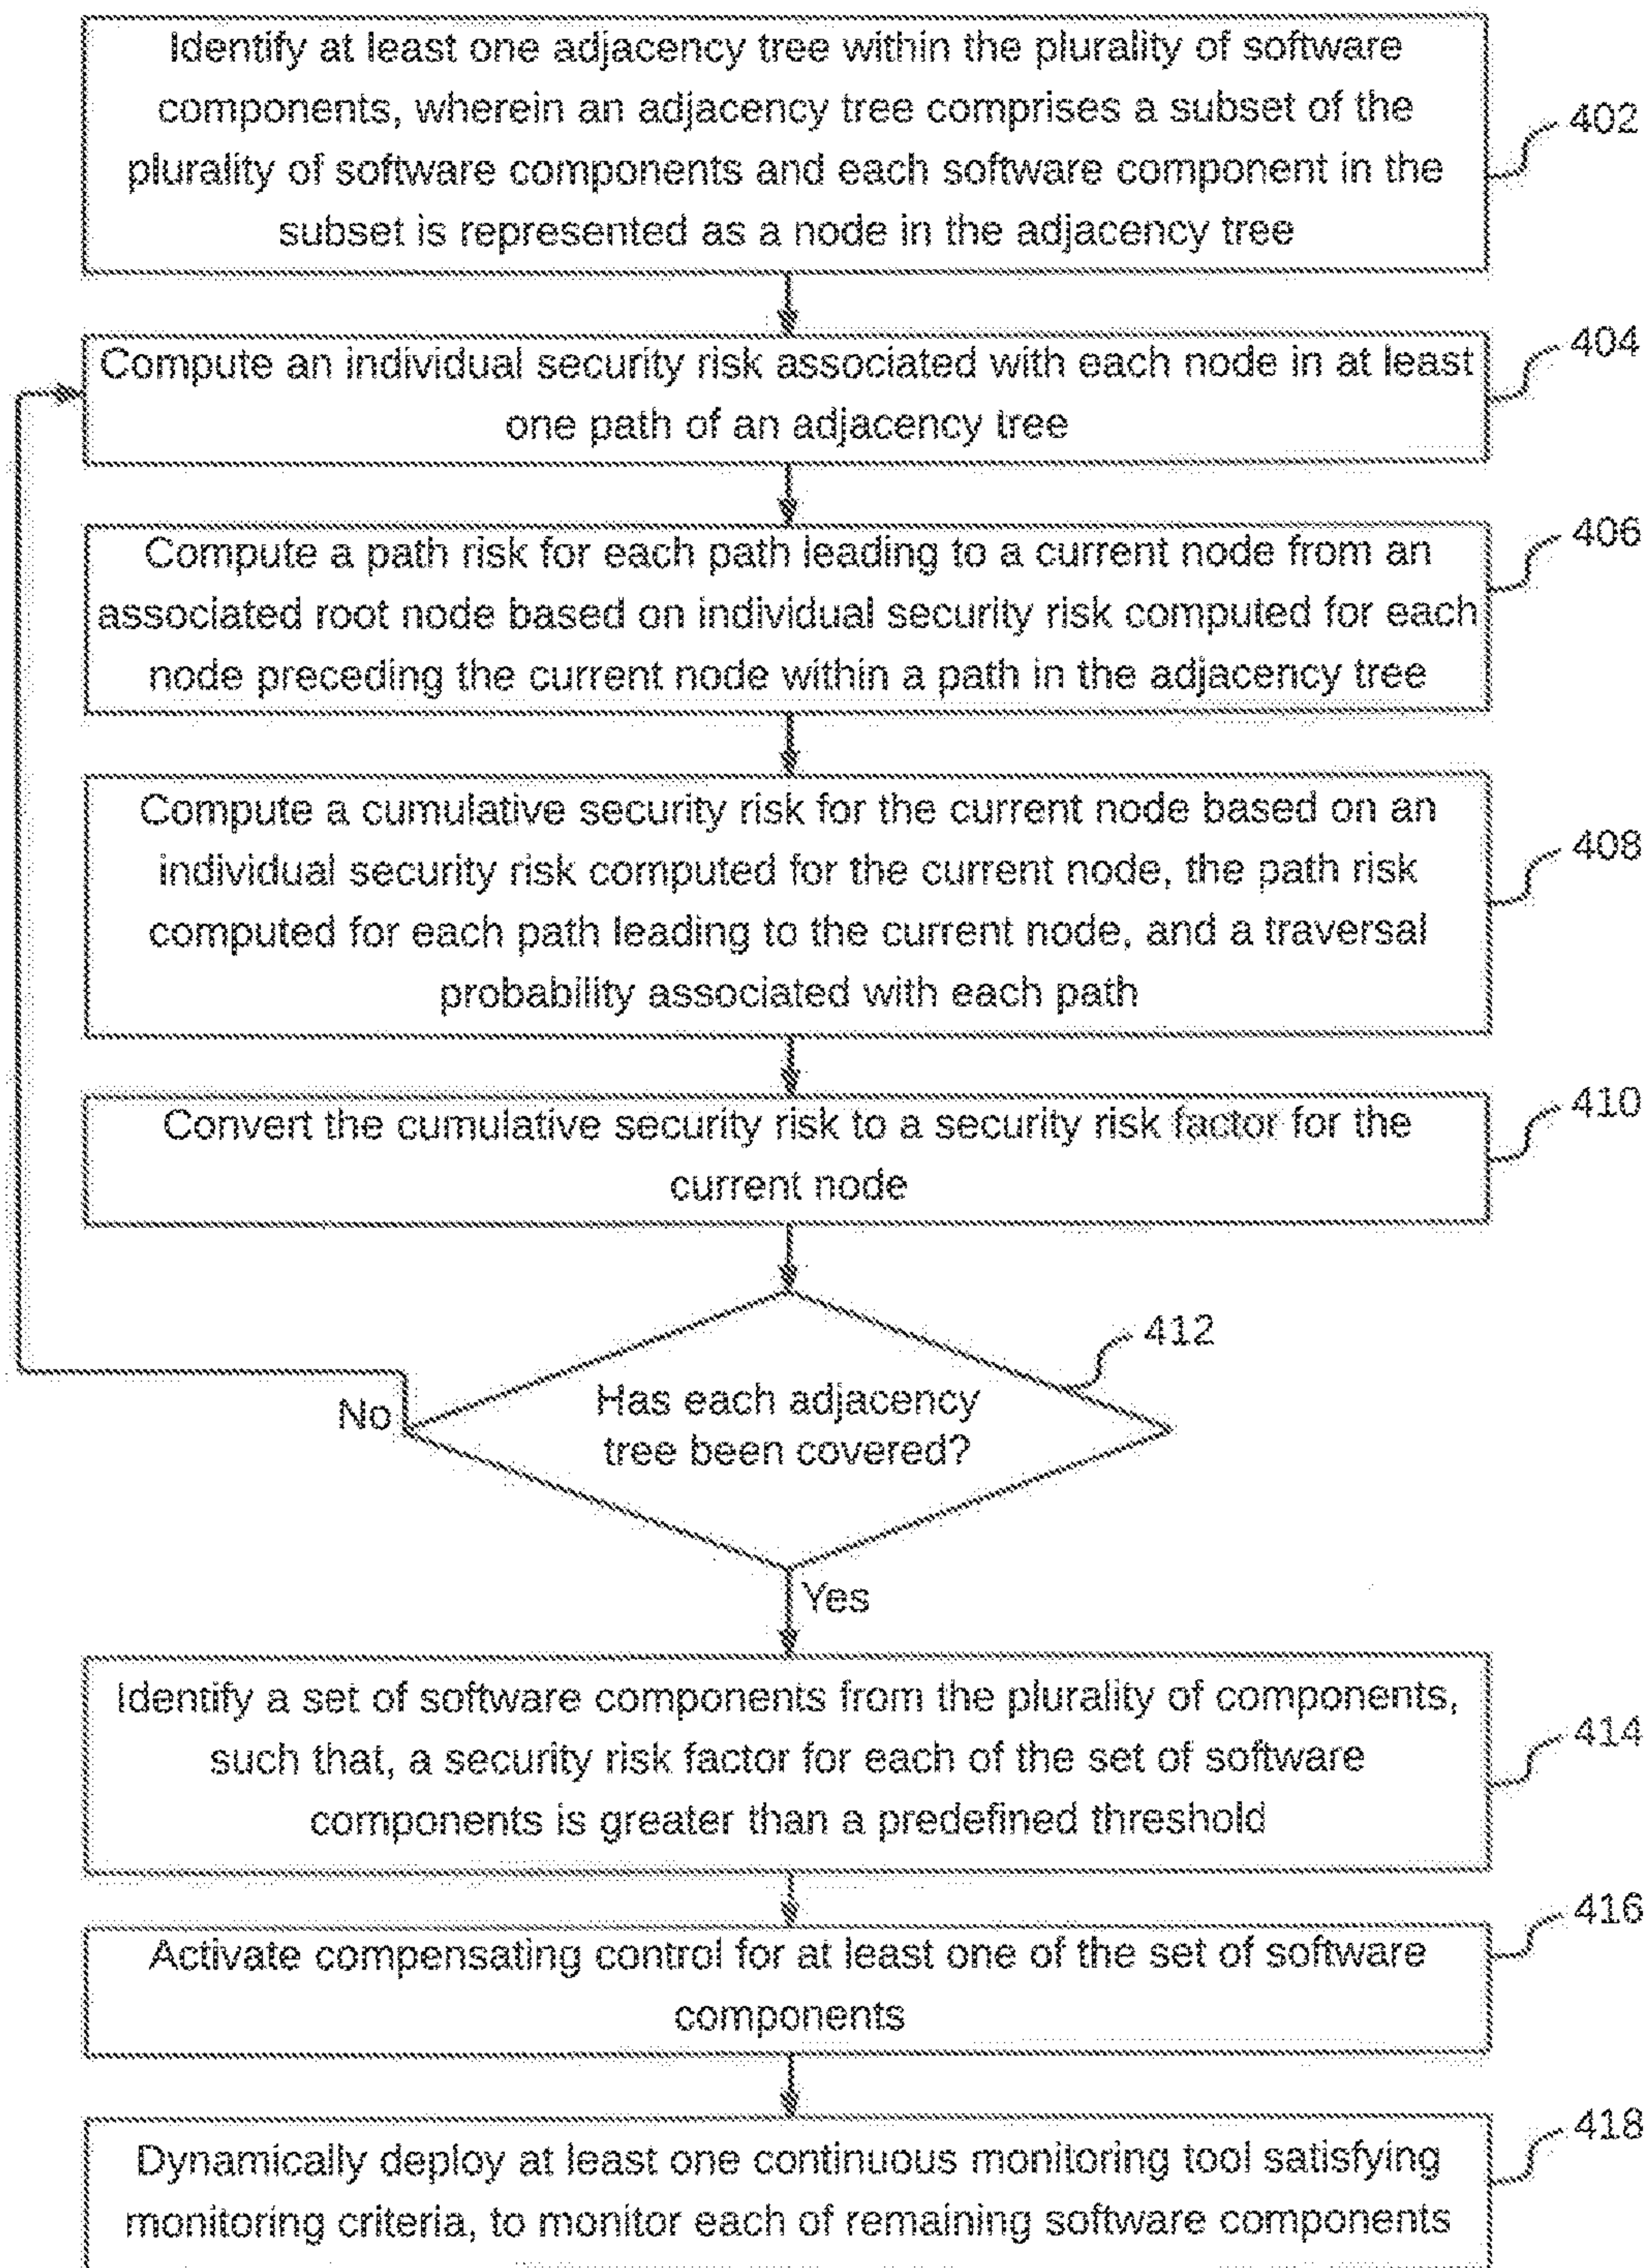 Identify at least one adjacency tree within the plurality of software
components, wherein an adjacency tree comprises a subset of the
plurality of software components and each software component in the
subset is represented as a node in the adjacency tree
402
Compute an individual security risk associated with each node in at least
one path of an adjacency tree
404
Compute a path risk for each path leading to a current node from an
associated root node based on individual security risk computed for each
node preceding the current node within a path in the adjacency tree
406
Compute a cumulative security risk for the current node based on an
individual security risk computed for the current node, the path risk
computed for each path leading to the current node, and a traversal
probability associated with each path
408
Convert the cumulative security risk to a security risk factor for the
current node
410
Has each adjacency
tree been covered?
412
No
Yes
Identify a set of software components from the plurality of components,
such that, a security risk factor for each of the set of software
components is greater than a predefined threshold
414
Activate compensating control for at least one of the set of software
components
416
Dynamically deploy at least one continuous monitoring tool satisfying
monitoring criteria, to monitor each of remaining software components
418